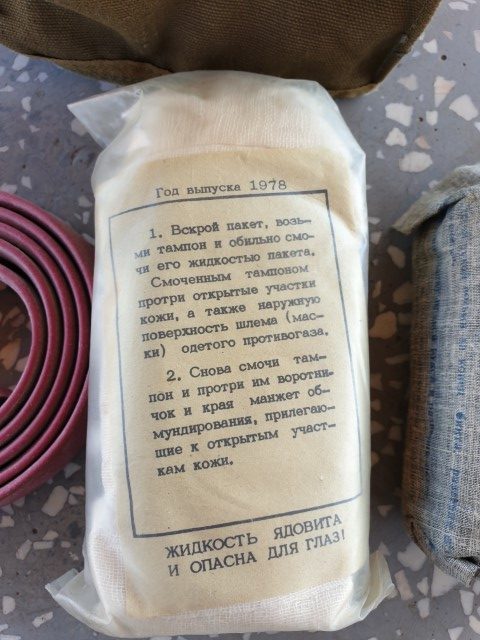 Год выпуска 1978
1. Вскрой пакет, возь-
ми тампон и обильно смо-
чи его жидкостью пакета.
Смоченным тампоном
протри открытые участки
кожи, а также наружную
поверхность шлема (мас-
ки) одетого противогаза.
2. Снова смочи там-
пон и протри им воротни-
чок и края манжет об-
мундирования, прилегаю-
щие к открытым участ-
кам кожи.
ЖИДКОСТЬ ЯДОВИТА
И ОПАСНА ДЛЯ ГЛАЗ!